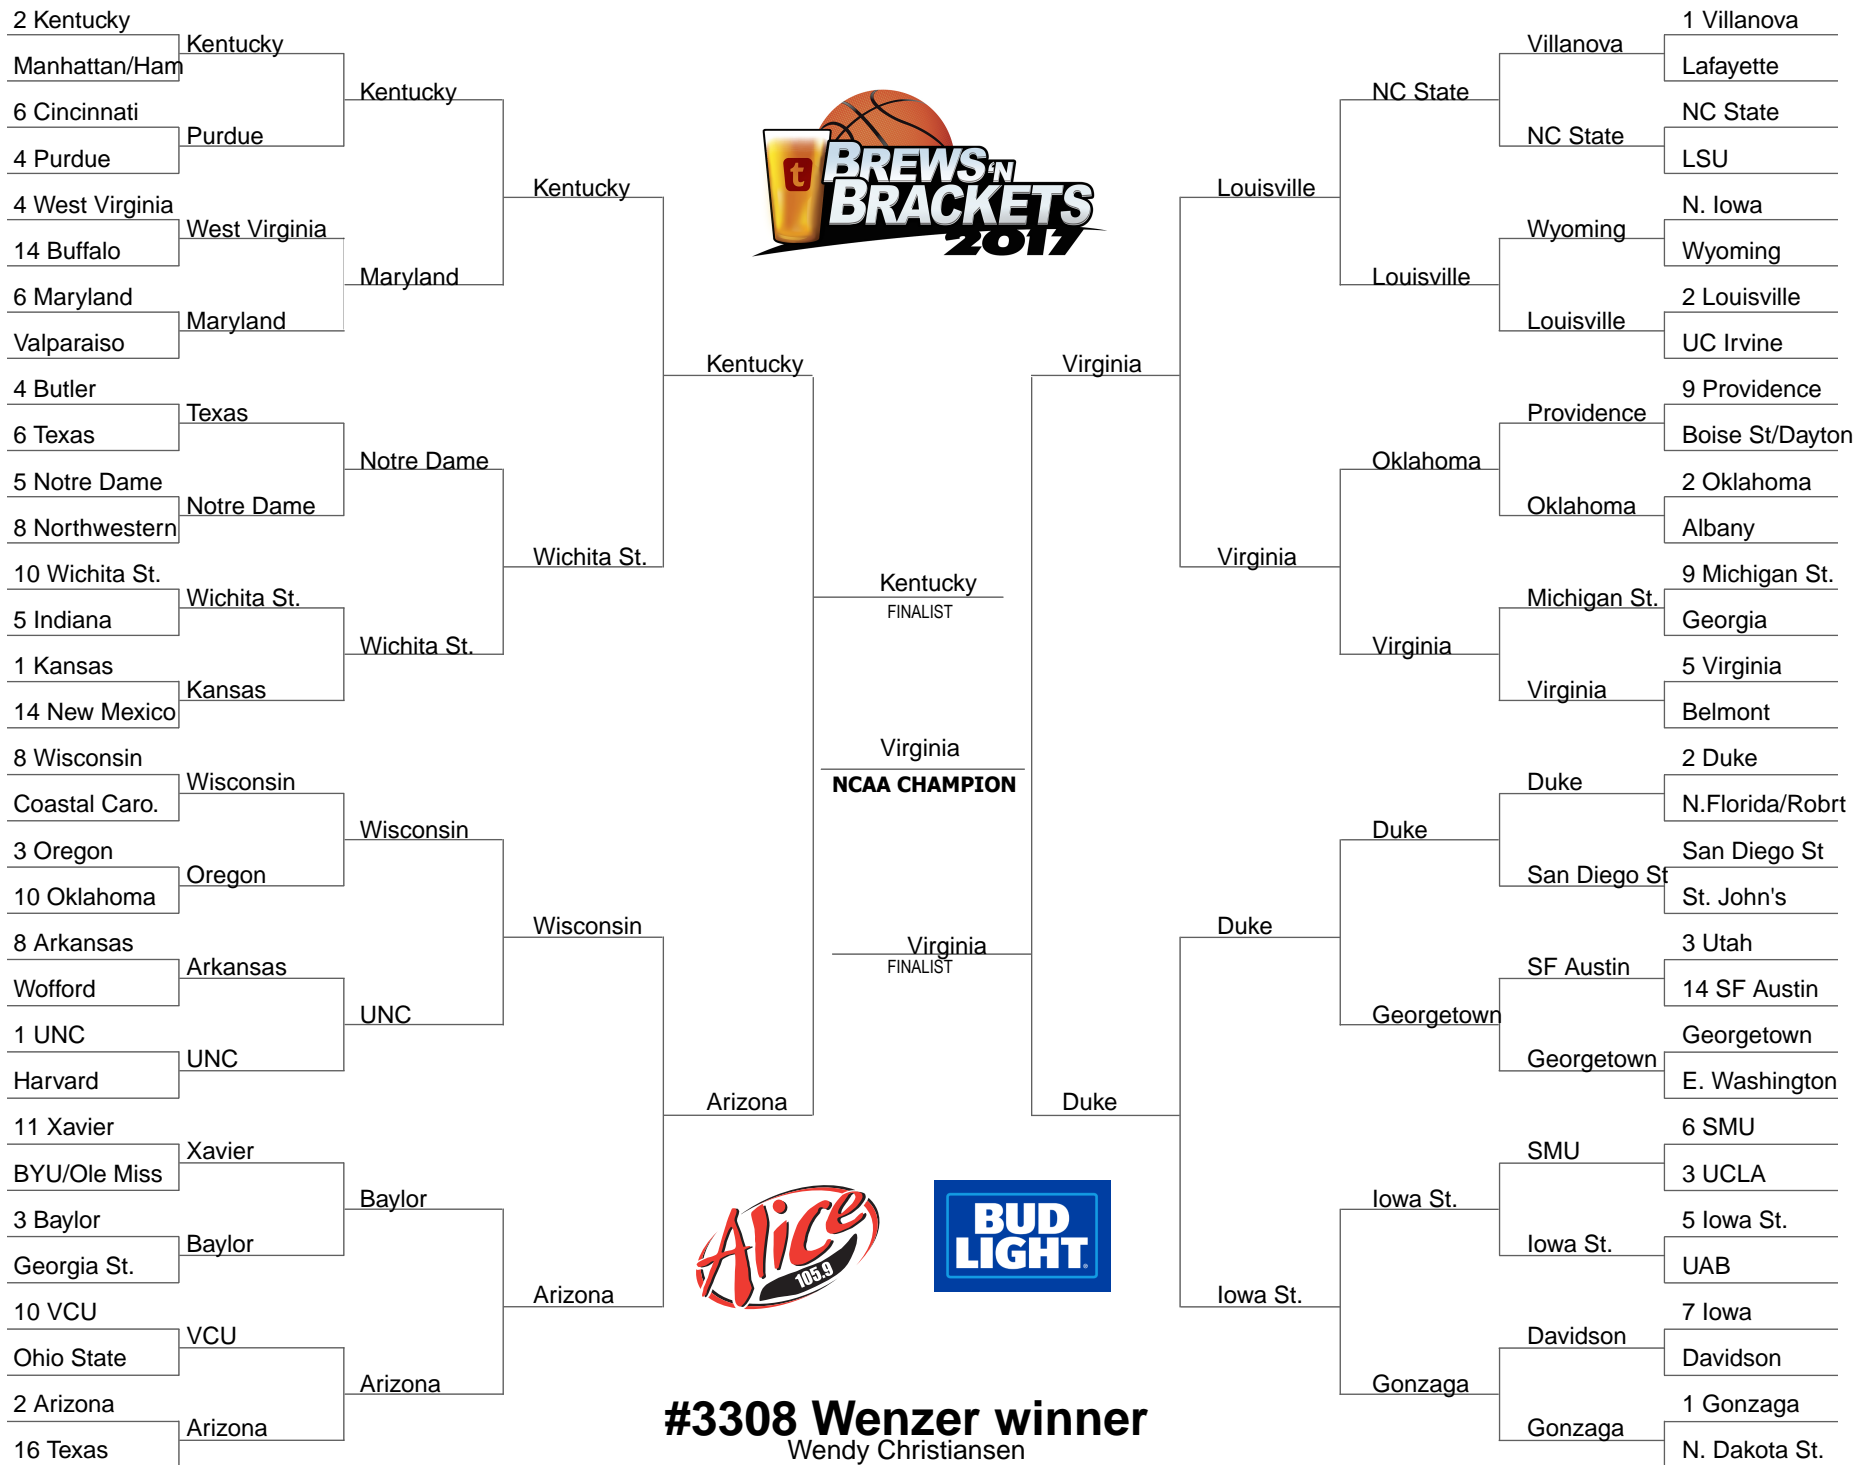 2 Kentucky
Manhattan/Ham
6 Cincinnati
4 Purdue
4 West Virginia
14 Buffalo
6 Maryland
Valparaiso
4 Butler
6 Texas
5 Notre Dame
8 Northwestern
10 Wichita St.
5 Indiana
1 Kansas
14 New Mexico
8 Wisconsin
Coastal Caro.
3 Oregon
10 Oklahoma
8 Arkansas
Wofford
1 UNC
Harvard
11 Xavier
BYU/Ole Miss
3 Baylor
Georgia St.
10 VCU
Ohio State
2 Arizona
16 Texas
Kentucky
Purdue
West Virginia
Maryland
Texas
Notre Dame
Wichita St.
Kansas
Wisconsin
Oregon
Arkansas
UNC
Xavier
Baylor
VCU
Arizona
Kentucky
Maryland
Notre Dame
Wichita St.
Wisconsin
UNC
Baylor
Arizona
Kentucky
Wichita St.
Wisconsin
Arizona
Kentucky
Arizona
t
BREWS 'N
BRACKETS
2017
Kentucky
FINALIST
Virginia
NCAA CHAMPION
Virginia
FINALIST
Alice
105.9
BUD
LIGHT
#3308 Wenzer winner
Wendy Christiansen
Virginia
Duke
Louisville
Virginia
Duke
Iowa St.
NC State
Louisville
Oklahoma
Virginia
Duke
Georgetown
Iowa St.
Gonzaga
Villanova
NC State
Wyoming
Louisville
Providence
Oklahoma
Michigan St.
Virginia
Duke
San Diego St
SF Austin
Georgetown
SMU
Iowa St.
Davidson
Gonzaga
1 Villanova
Lafayette
NC State
LSU
N. Iowa
Wyoming
2 Louisville
UC Irvine
9 Providence
Boise St/Dayton
2 Oklahoma
Albany
9 Michigan St.
Georgia
5 Virginia
Belmont
2 Duke
N.Florida/Robrt
San Diego St
St. John's
3 Utah
14 SF Austin
Georgetown
E. Washington
6 SMU
3 UCLA
5 Iowa St.
UAB
7 Iowa
Davidson
1 Gonzaga
N. Dakota St.